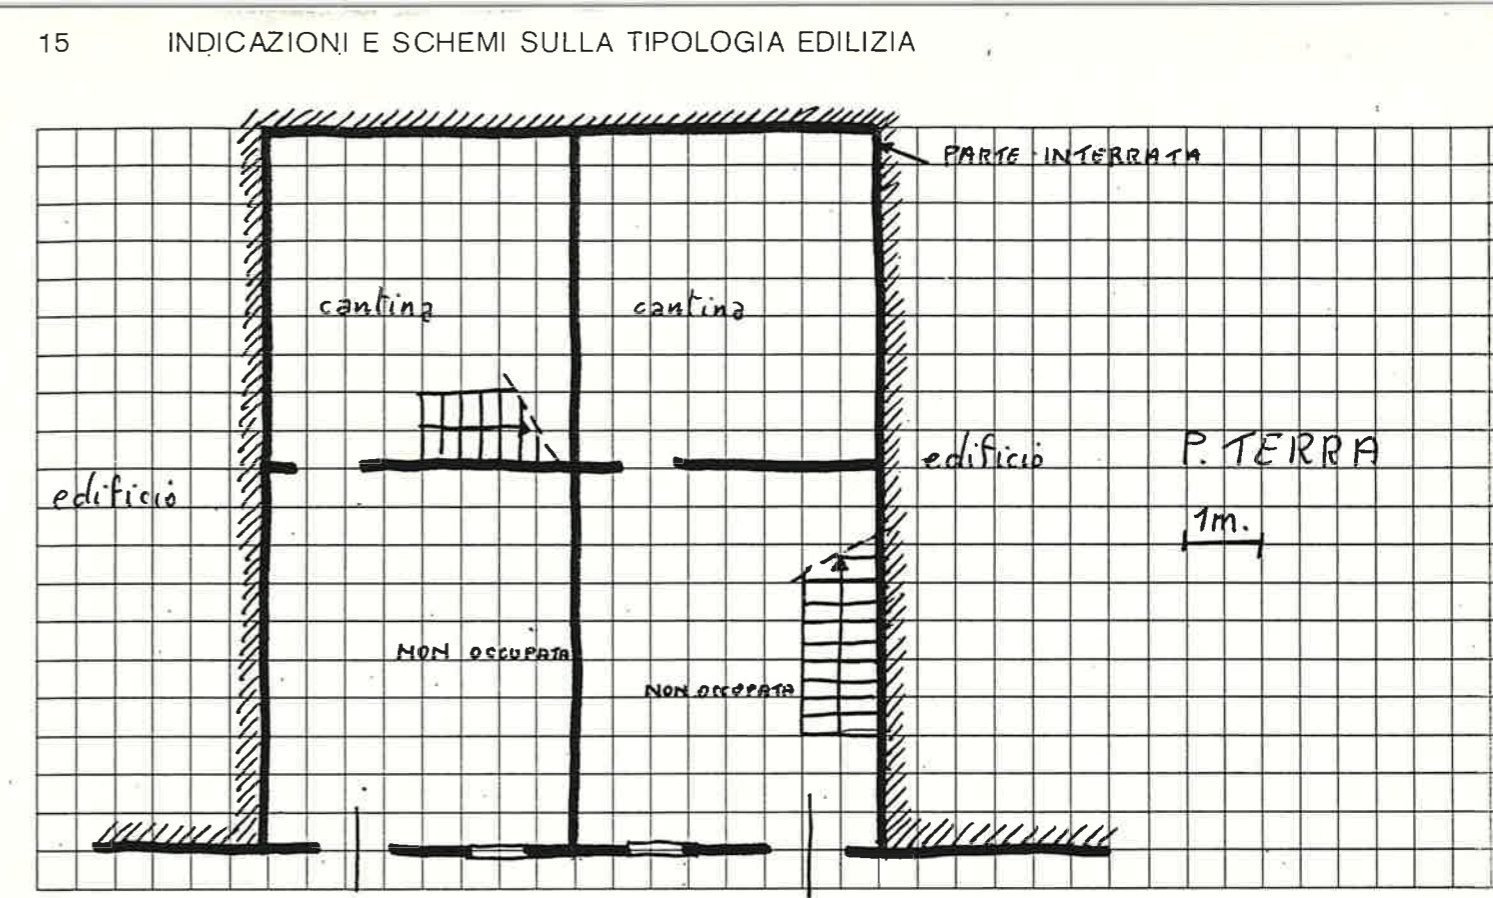 15 INDICAZIONI E SCHEMI SULLA TIPOLOGIA EDILIZIA
PARTE INTERRATA
cantina
cantina
edificio
P. TERRA
edificio
1m.
NON OCCUPATA
NON OCCUPATA